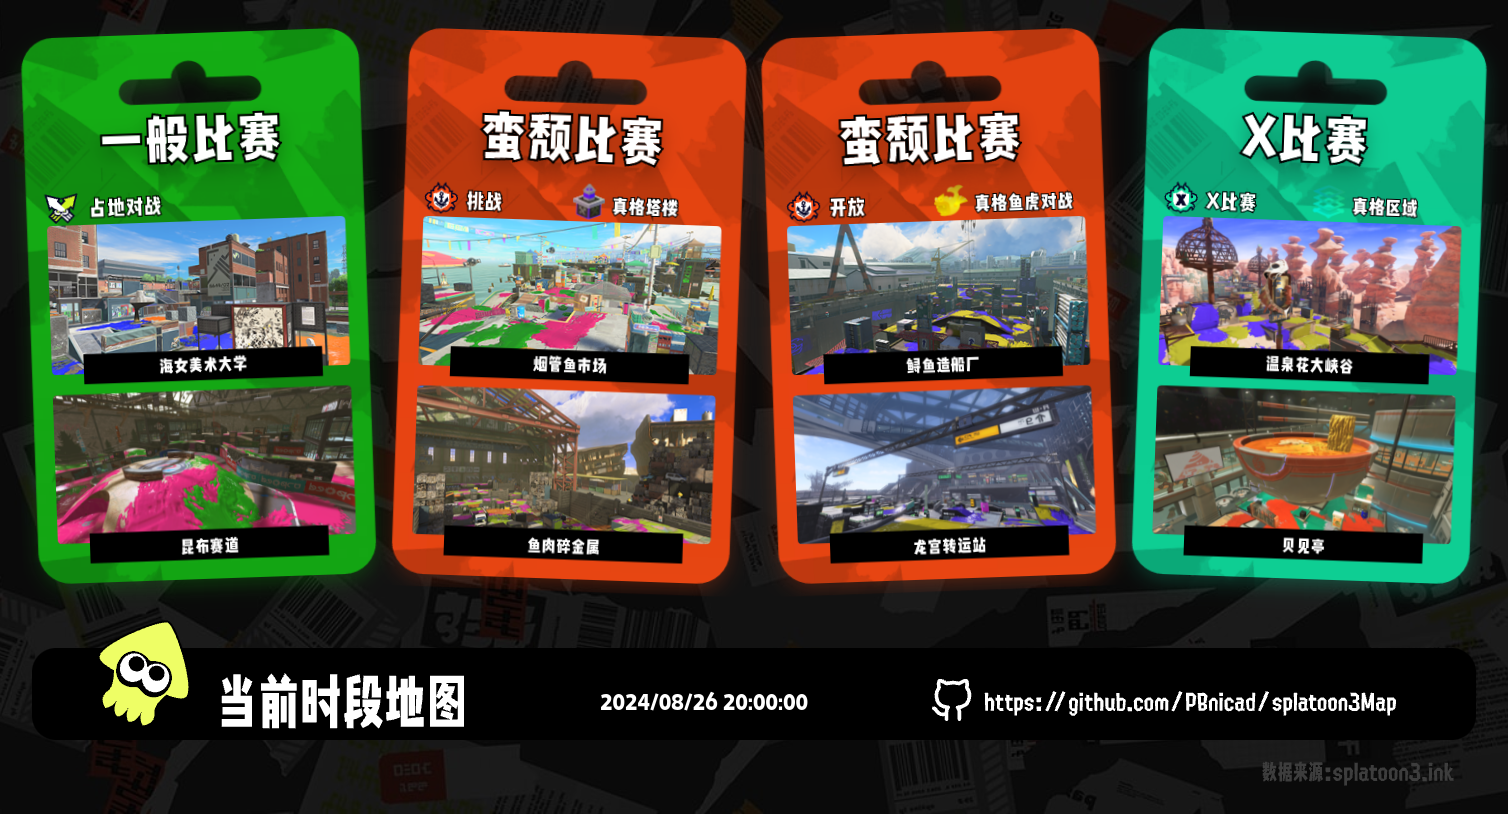 一般比赛
占地对战
海女美术大学
昆布赛道
蛮颓比赛
挑战
真格塔楼
烟管鱼市场
鱼肉碎金属
蛮颓比赛
开放
真格鱼虎对战
鲟鱼造船厂
龙宫转运站
X比赛
X比赛
真格区域
温泉花大峡谷
贝见亭
当前时段地图
2024/08/26 20:00:00
https://github.com/PBnicad/splatoon3Map
数据来源:splatoon3.ink